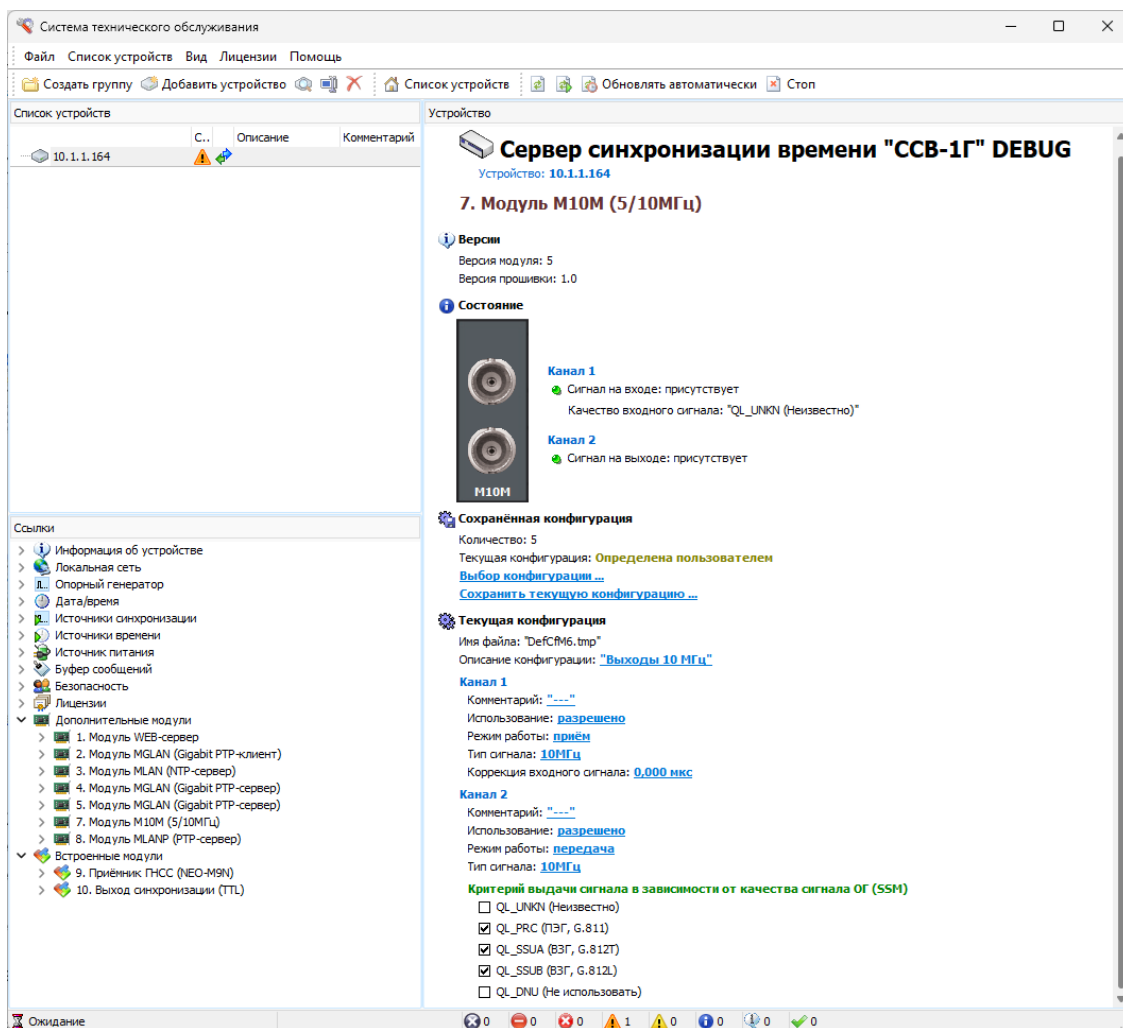 Система технического обслуживания
Файл Список устройств Вид Лицензии Помощь
Создать группу Добавить устройство Список устройств Обновлять автоматически Стоп
Список устройств
С.. Описание Комментарий
10.1.1.164
Ссылки
Информация об устройстве
Локальная сеть
Опорный генератор
Дата/время
Источники синхронизации
Источники времени
Источник питания
Буфер сообщений
Безопасность
Лицензии
Дополнительные модули
1. Модуль WEB-сервер
2. Модуль MGLAN (Gigabit PTP-клиент)
3. Модуль MLAN (NTP-сервер)
4. Модуль MGLAN (Gigabit PTP-сервер)
5. Модуль MGLAN (Gigabit PTP-сервер)
7. Модуль M10M (5/10МГц)
8. Модуль MLANP (PTP-сервер)
Встроенные модули
9. Приёмник ГНСС (NEO-M9N)
10. Выход синхронизации (TTL)
Устройство
Сервер синхронизации времени "ССВ-1Г" DEBUG
Устройство: 10.1.1.164
7. Модуль M10M (5/10МГц)
Версии
Версия модуля: 5
Версия прошивки: 1.0
Состояние
Канал 1
Сигнал на входе: присутствует
Качество входного сигнала: "QL_UNKN (Неизвестно)"
Канал 2
Сигнал на выходе: присутствует
M10M
Сохранённая конфигурация
Количество: 5
Текущая конфигурация: Определена пользователем
Выбор конфигурации ...
Сохранить текущую конфигурацию ...
Текущая конфигурация
Имя файла: "DefCfM6.tmp"
Описание конфигурации: "Выходы 10 МГц"
Канал 1
Комментарий: "---"
Использование: разрешено
Режим работы: приём
Тип сигнала: 10МГц
Коррекция входного сигнала: 0,000 мкс
Канал 2
Комментарий: "---"
Использование: разрешено
Режим работы: передача
Тип сигнала: 10МГц
Критерий выдачи сигнала в зависимости от качества сигнала ОГ (SSM)
QL_UNKN (Неизвестно)
QL_PRC (ПЭГ, G.811)
QL_SSUA (ВЗГ, G.812T)
QL_SSUB (ВЗГ, G.812L)
QL_DNU (Не использовать)
Ожидание
0 0 0 1 0 0 0 0